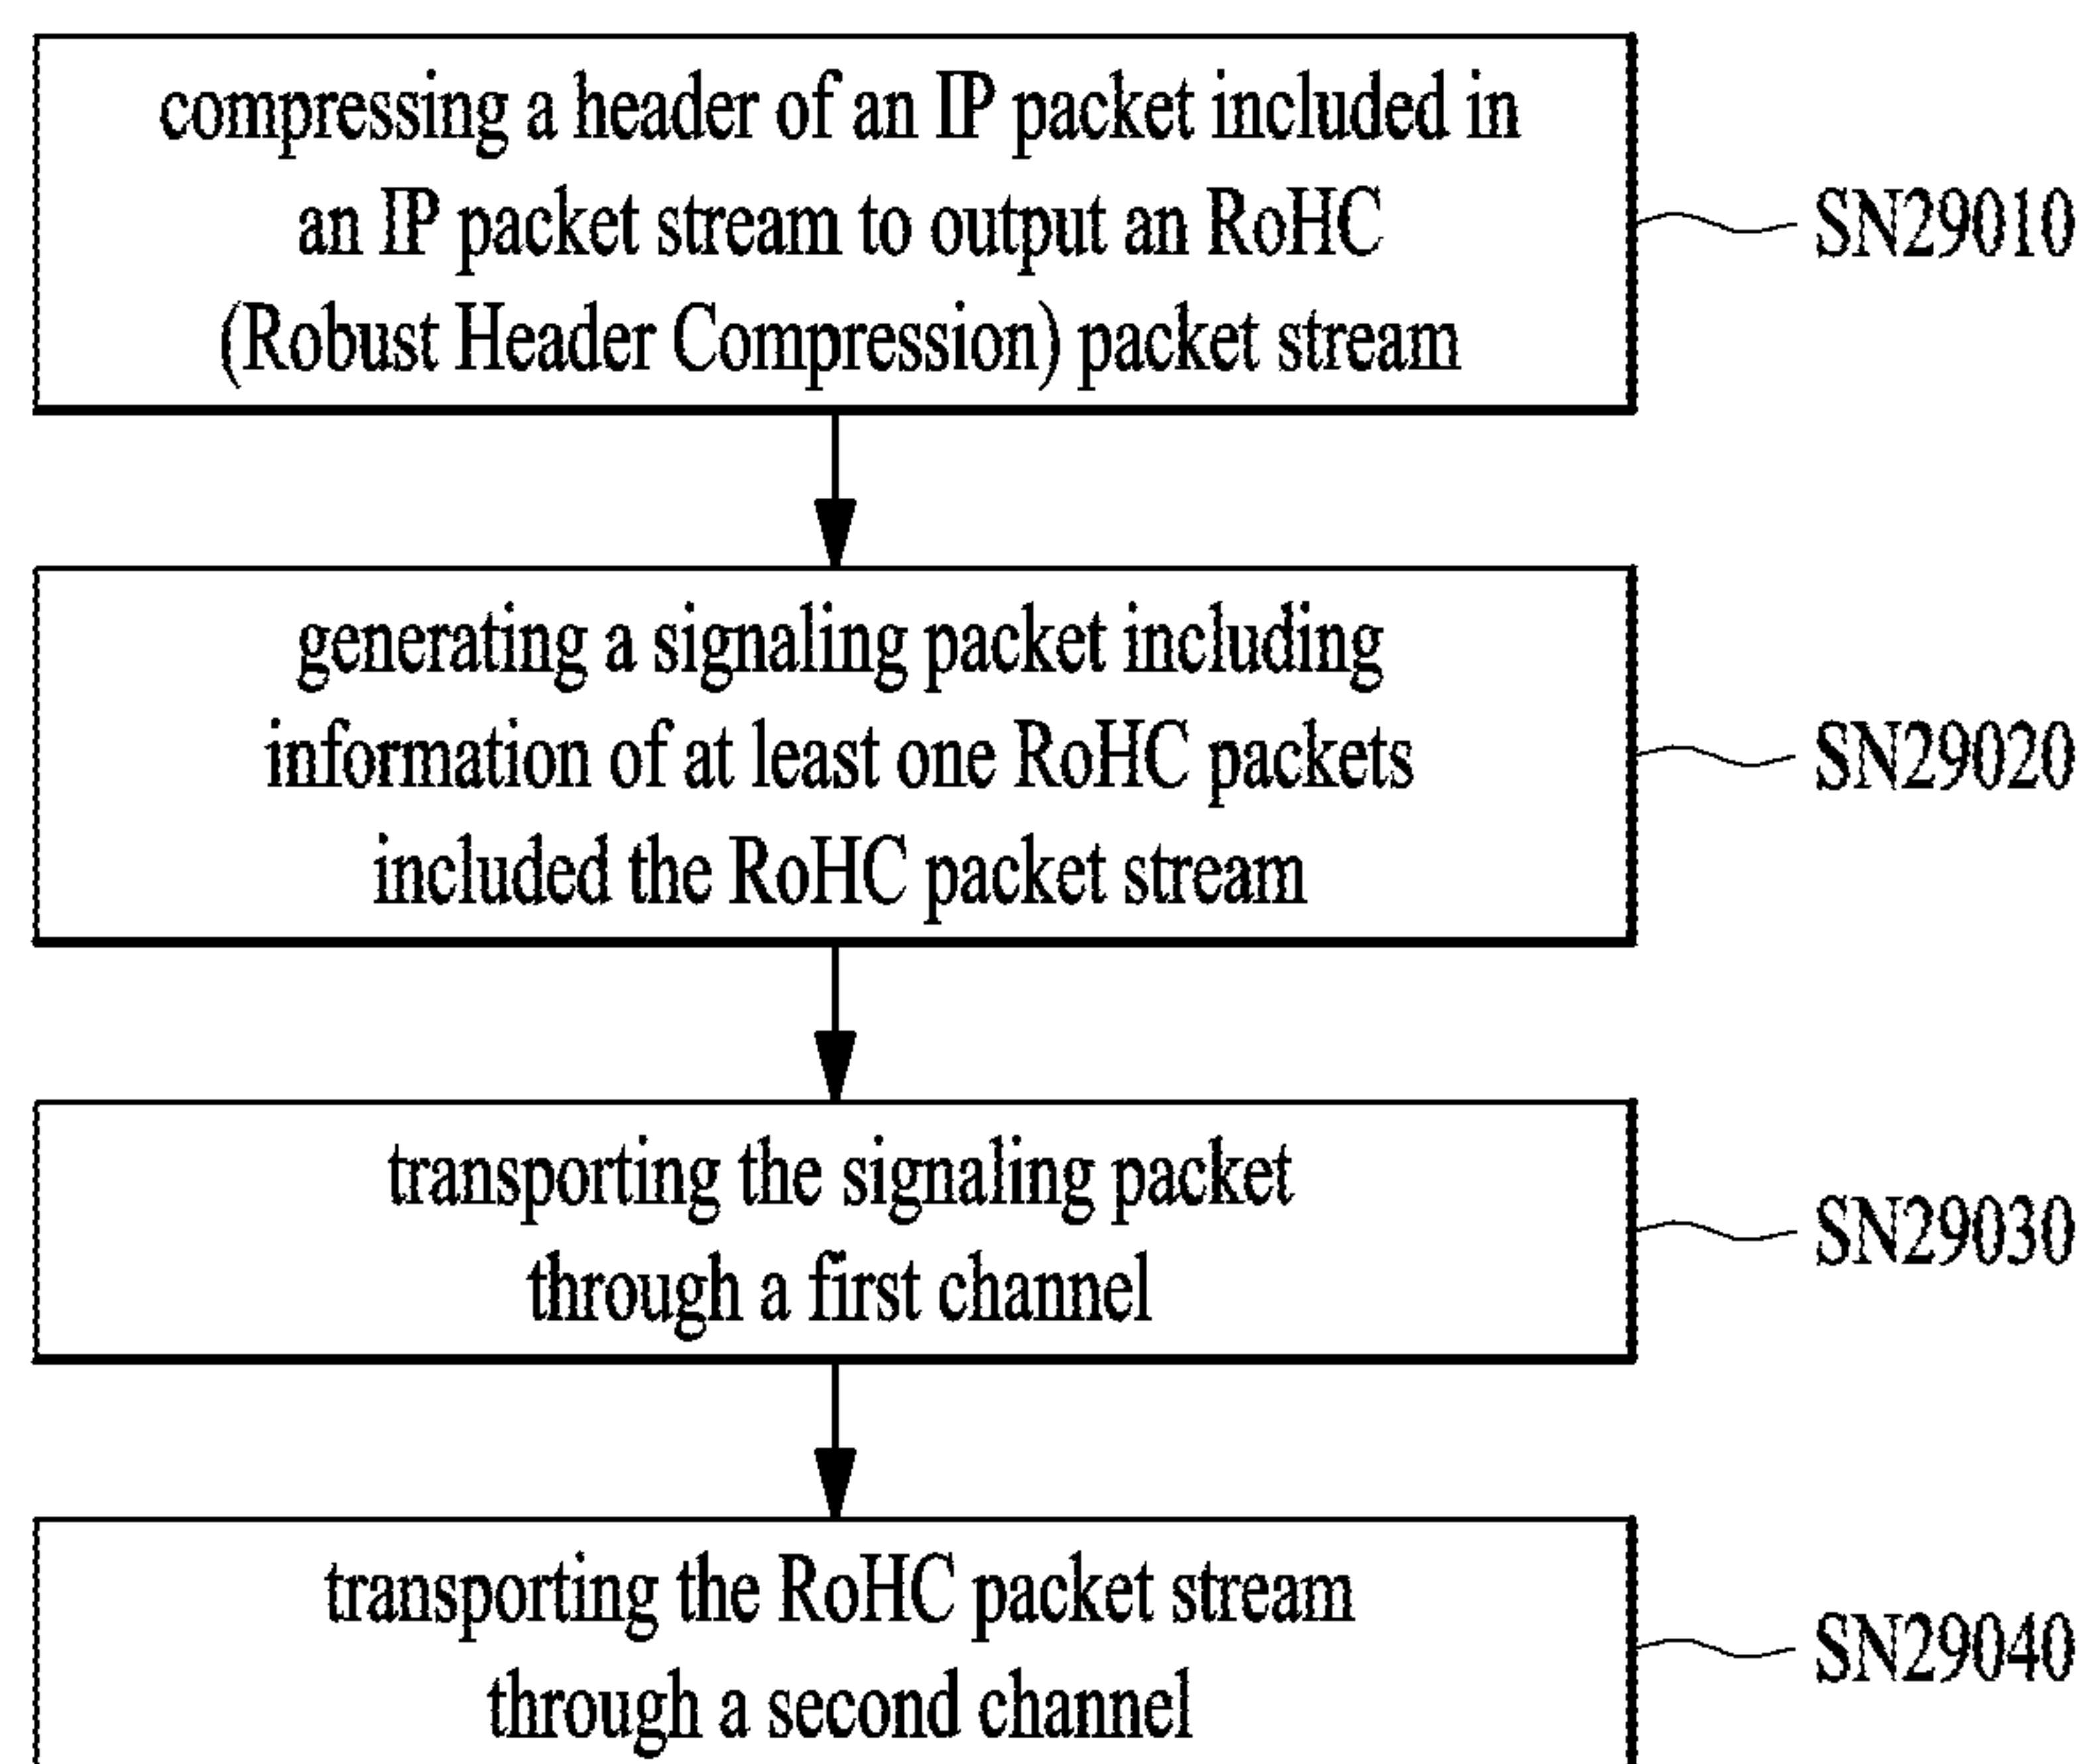 compressing a header of an IP packet included in
an IP packet stream to output an RoHC
(Robust Header Compression) packet stream
SN29010
generating a signaling packet including
information of at least one RoHC packets
included the RoHC packet stream
SN29020
transporting the signaling packet
through a first channel
SN29030
transporting the RoHC packet stream
through a second channel
SN29040